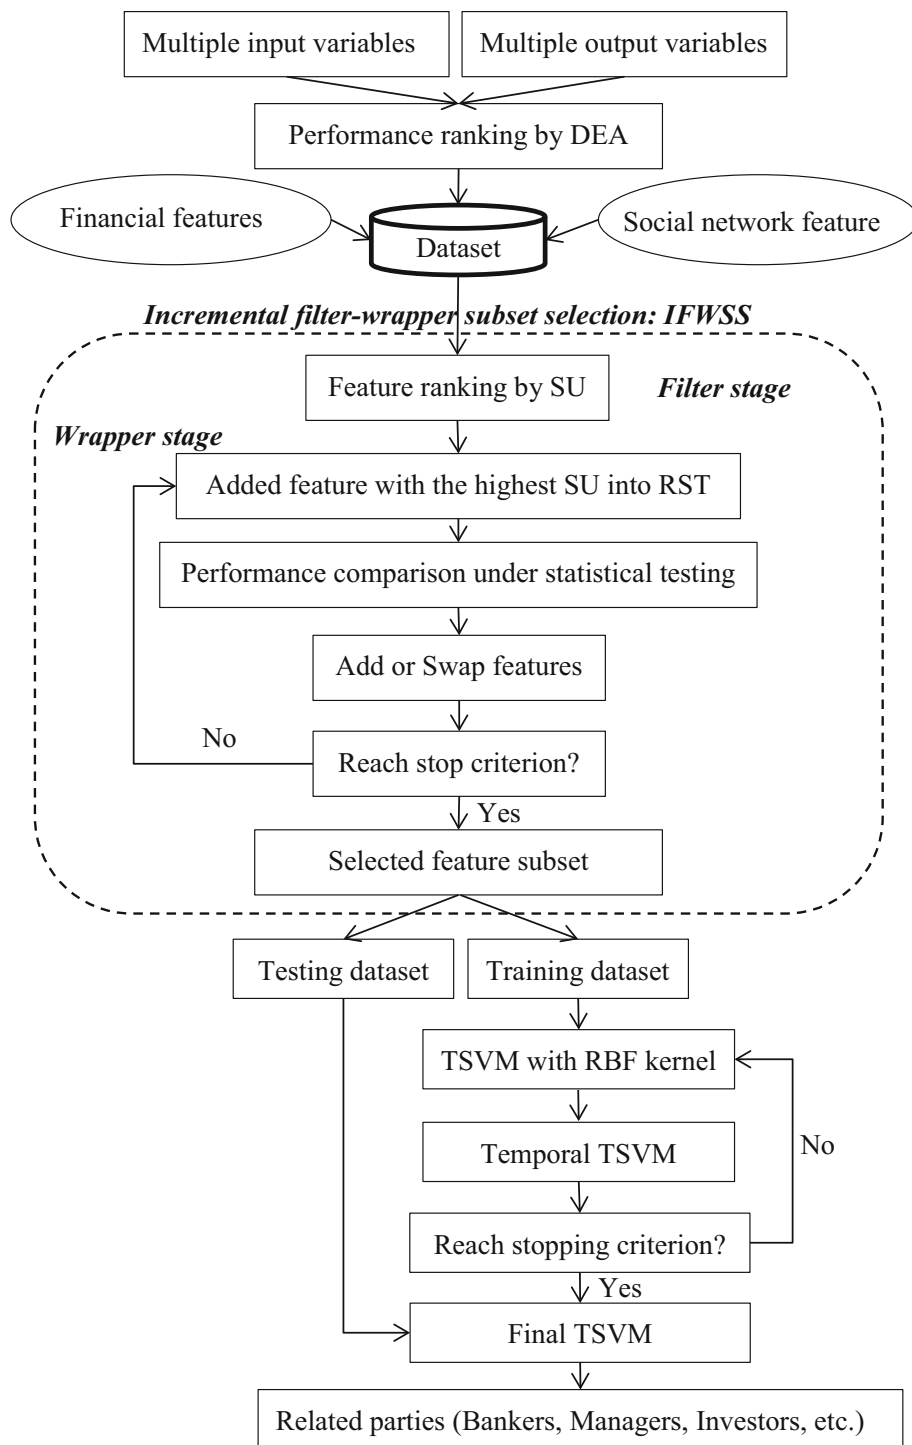 Multiple input variables
Multiple output variables
Performance ranking by DEA
Financial features
Social network feature
Dataset
Incremental filter-wrapper subset selection: IFWSS
Feature ranking by SU
Filter stage
Wrapper stage
Added feature with the highest SU into RST
Performance comparison under statistical testing
Add or Swap features
No
Reach stop criterion?
Yes
Selected feature subset
Testing dataset
Training dataset
TSVM with RBF kernel
Temporal TSVM
No
Reach stopping criterion?
Yes
Final TSVM
Related parties (Bankers, Managers, Investors, etc.)